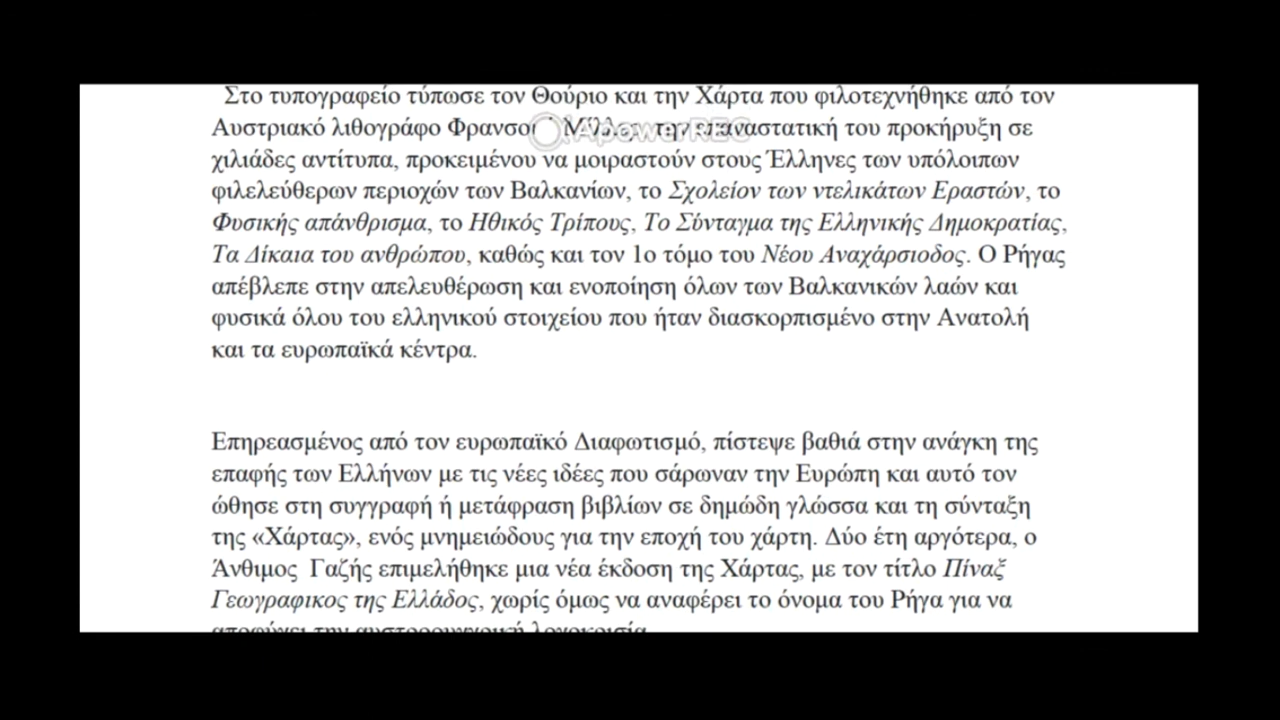 Στο τυπογραφείο τύπωσε τον Θούριο και την Χάρτα που φιλοτεχνήθηκε από τον
Αυστριακό λιθογράφο την επαναστατική του προκήρυξη σε
ApowerREC
χιλιάδες αντίτυπα, προκειμένου να μοιραστούν στους Έλληνες των υπόλοιπων
φιλελεύθερων περιοχών των Βαλκανίων, το Σχολείον των ντελικάτων Εραστών, το
Φυσικής απάνθρισμα, το Ηθικός Τρίπους, Το Σύνταγμα της Ελληνικής Δημοκρατίας,
Τα Δίκαια του ανθρώπου, καθώς και τον 1ο τόμο του Νέου Αναχάρσιοδος. Ο Ρήγας
απέβλεπε στην απελευθέρωση και ενοποίηση όλων των Βαλκανικών λαών και
φυσικά όλου του ελληνικού στοιχείου που ήταν διασκορπισμένο στην Ανατολή
και τα ευρωπαϊκά κέντρα.
Επηρεασμένος από τον ευρωπαϊκό Διαφωτισμό, πίστεψε βαθιά στην ανάγκη της
επαφής των Ελλήνων με τις νέες ιδέες που σάρωναν την Ευρώπη και αυτό τον
ώθησε στη συγγραφή ή μετάφραση βιβλίων σε δημώδη γλώσσα και τη σύνταξη
της «Χάρτας», ενός μνημειώδους για την εποχή του χάρτη. Δύο έτη αργότερα, ο
Άνθιμος Γαζής επιμελήθηκε μια νέα έκδοση της Χάρτας, με τον τίτλο Πίναξ
Γεωγραφικος της Ελλάδος, χωρίς όμως να αναφέρει το όνομα του Ρήγα για να